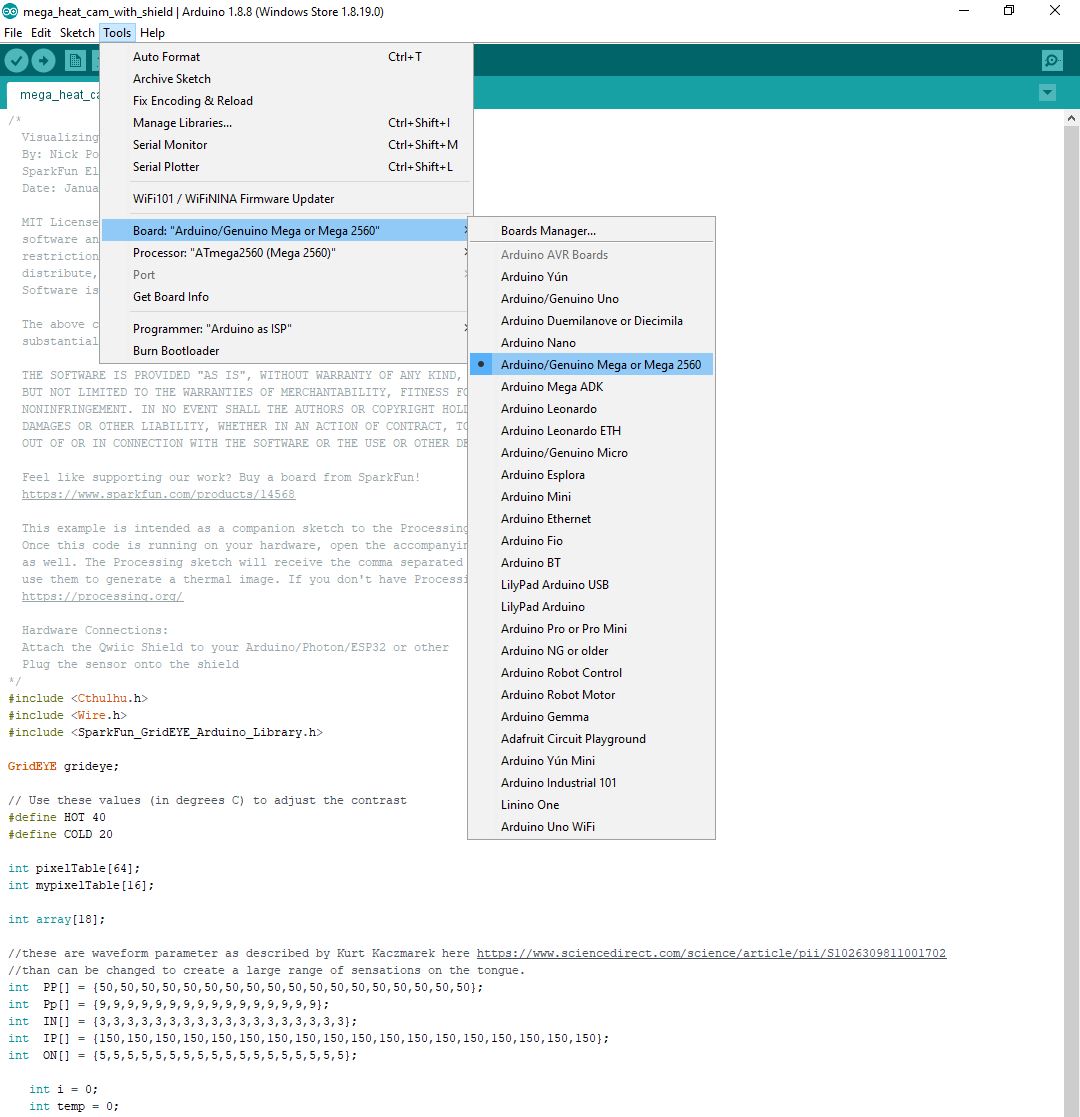 mega_heat_cam_with_shield | Arduino 1.8.8 (Windows Store 1.8.19.0)
File Edit Sketch Tools Help
mega_heat_ca
Auto Format Ctrl+T
Archive Sketch
Fix Encoding & Reload
Manage Libraries... Ctrl+Shift+I
Serial Monitor Ctrl+Shift+M
Serial Plotter Ctrl+Shift+L
WiFi101 / WiFiNINA Firmware Updater
Board: "Arduino/Genuino Mega or Mega 2560"
Processor: "ATmega2560 (Mega 2560)"
Port
Get Board Info
Programmer: "Arduino as ISP"
Burn Bootloader
Boards Manager...
Arduino AVR Boards
Arduino Yún
Arduino/Genuino Uno
Arduino Duemilanove or Diecimila
Arduino Nano
Arduino/Genuino Mega or Mega 2560
Arduino Mega ADK
Arduino Leonardo
Arduino Leonardo ETH
Arduino/Genuino Micro
Arduino Esplora
Arduino Mini
Arduino Ethernet
Arduino Fio
Arduino BT
LilyPad Arduino USB
LilyPad Arduino
Arduino Pro or Pro Mini
Arduino NG or older
Arduino Robot Control
Arduino Robot Motor
Arduino Gemma
Adafruit Circuit Playground
Arduino Yún Mini
Arduino Industrial 101
Linino One
Arduino Uno WiFi
/*
Visualizing
By: Nick Po
SparkFun El
Date: Janua
MIT License
software an
restriction
distribute,
Software is
The above c
substantial
THE SOFTWARE IS PROVIDED "AS IS", WITHOUT WARRANTY OF ANY KIND,
BUT NOT LIMITED TO THE WARRANTIES OF MERCHANTABILITY, FITNESS FO
NONINFRINGEMENT. IN NO EVENT SHALL THE AUTHORS OR COPYRIGHT HOLD
DAMAGES OR OTHER LIABILITY, WHETHER IN AN ACTION OF CONTRACT, TO
OUT OF OR IN CONNECTION WITH THE SOFTWARE OR THE USE OR OTHER DE
Feel like supporting our work? Buy a board from SparkFun!
https://www.sparkfun.com/products/14568
This example is intended as a companion sketch to the Processing
Once this code is running on your hardware, open the accompanyin
as well. The Processing sketch will receive the comma separated
use them to generate a thermal image. If you don't have Processi
https://processing.org/
Hardware Connections:
Attach the Qwiic Shield to your Arduino/Photon/ESP32 or other
Plug the sensor onto the shield
*/
#include <Cthulhu.h>
#include <Wire.h>
#include <SparkFun_GridEYE_Arduino_Library.h>
GridEYE grideye;
// Use these values (in degrees C) to adjust the contrast
#define HOT 40
#define COLD 20
int pixelTable[64];
int mypixelTable[16];
int array[18];
//these are waveform parameter as described by Kurt Kaczmarek here https://www.sciencedirect.com/science/article/pii/S1026309811001702
//than can be changed to create a large range of sensations on the tongue.
int PP[] = {50,50,50,50,50,50,50,50,50,50,50,50,50,50,50,50,50,50};
int Pp[] = {9,9,9,9,9,9,9,9,9,9,9,9,9,9,9,9};
int IN[] = {3,3,3,3,3,3,3,3,3,3,3,3,3,3,3,3,3,3};
int IP[] = {150,150,150,150,150,150,150,150,150,150,150,150,150,150,150,150,150,150};
int ON[] = {5,5,5,5,5,5,5,5,5,5,5,5,5,5,5,5,5,5};
int i = 0;
int temp = 0;